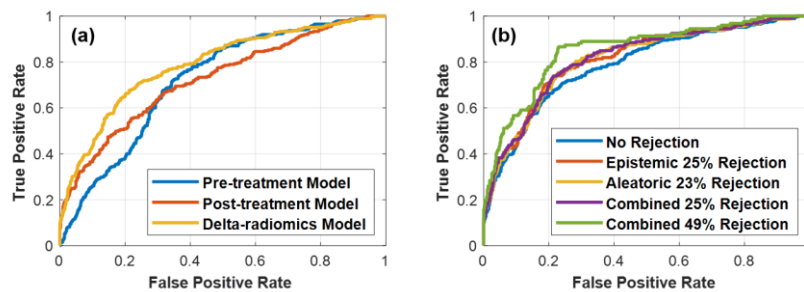 (a)
True Positive Rate
1
0.8
0.6
0.4
0.2
0
0
0.2
0.4
0.6
0.8
1
False Positive Rate
Pre-treatment Model
Post-treatment Model
Delta-radiomics Model
(b)
True Positive Rate
1
0.8
0.6
0.4
0.2
0
0
0.2
0.4
0.6
0.8
False Positive Rate
No Rejection
Epistemic 25% Rejection
Aleatoric 23% Rejection
Combined 25% Rejection
Combined 49% Rejection